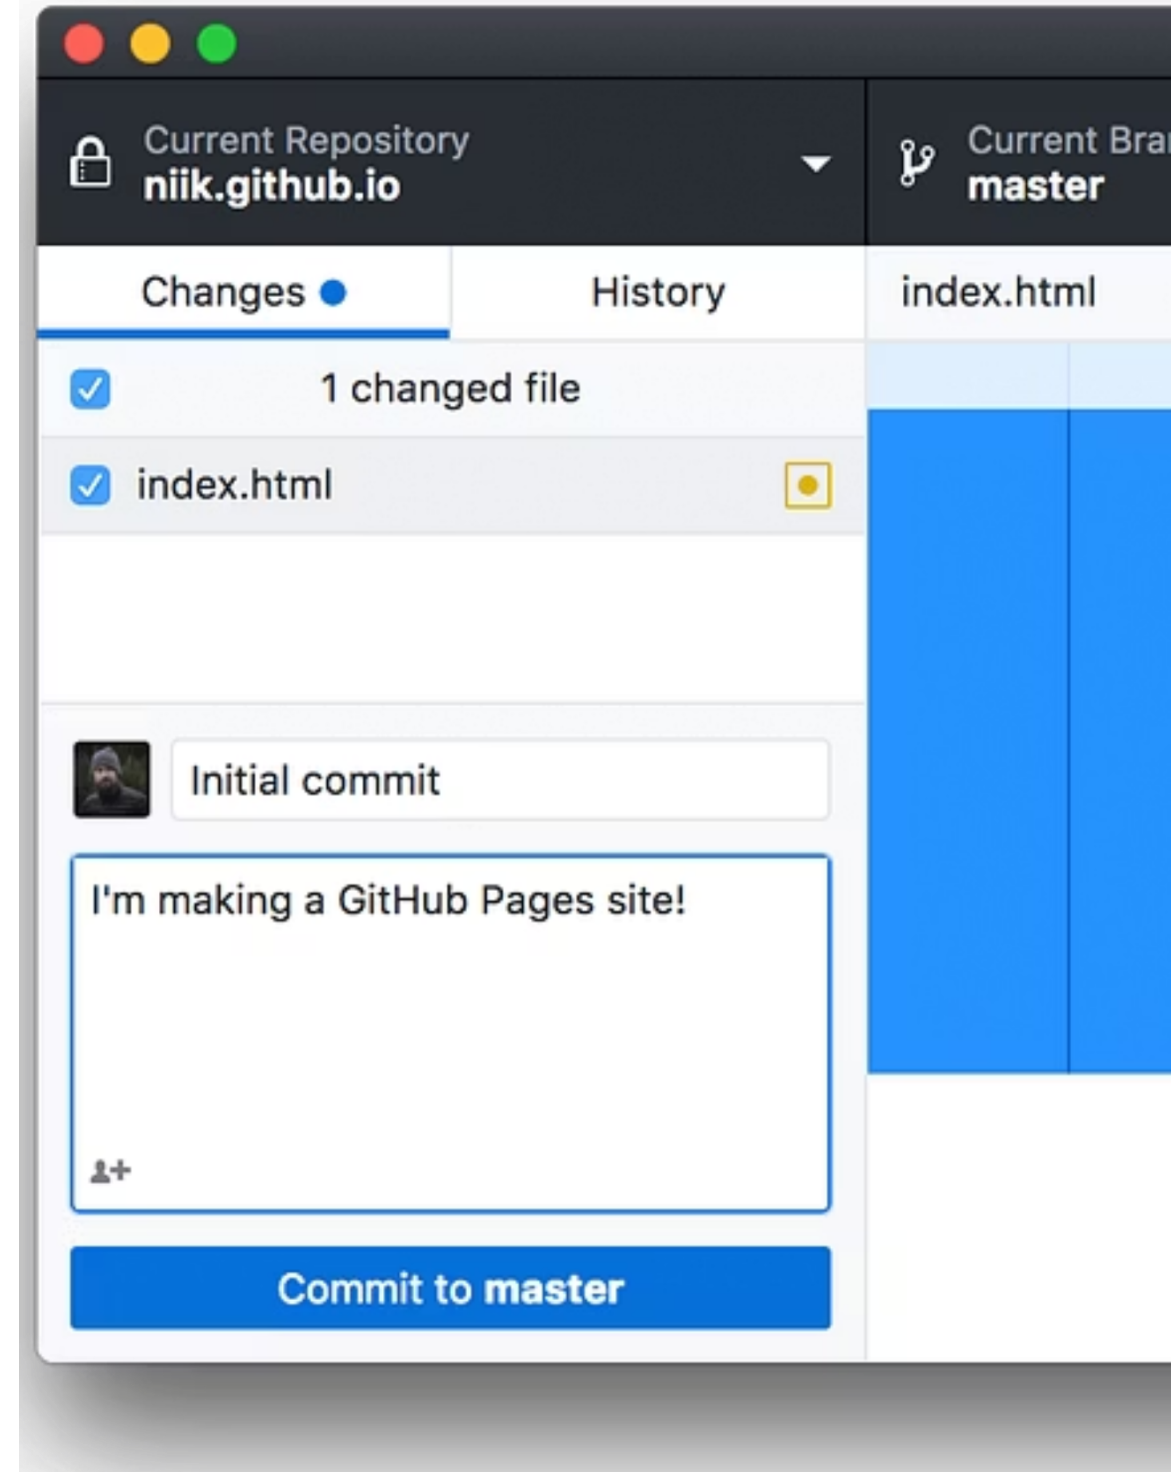 Current Repository
niik.github.io
Current Bra
master
Changes
History
index.html
1 changed file
index.html
Initial commit
I'm making a GitHub Pages site!
Commit to master